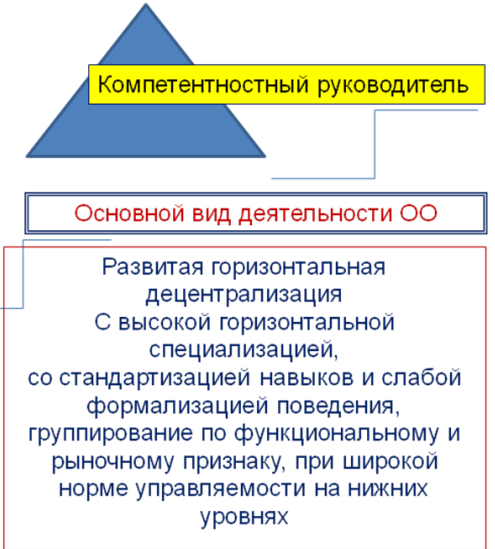 Компетентностный руководитель
Основной вид деятельности ОО
Развитая горизонтальная
децентрализация
С высокой горизонтальной
специализацией,
со стандартизацией навыков и слабой
формализацией поведения,
группирование по функциональному и
рыночному признаку, при широкой
норме управляемости на нижних
уровнях